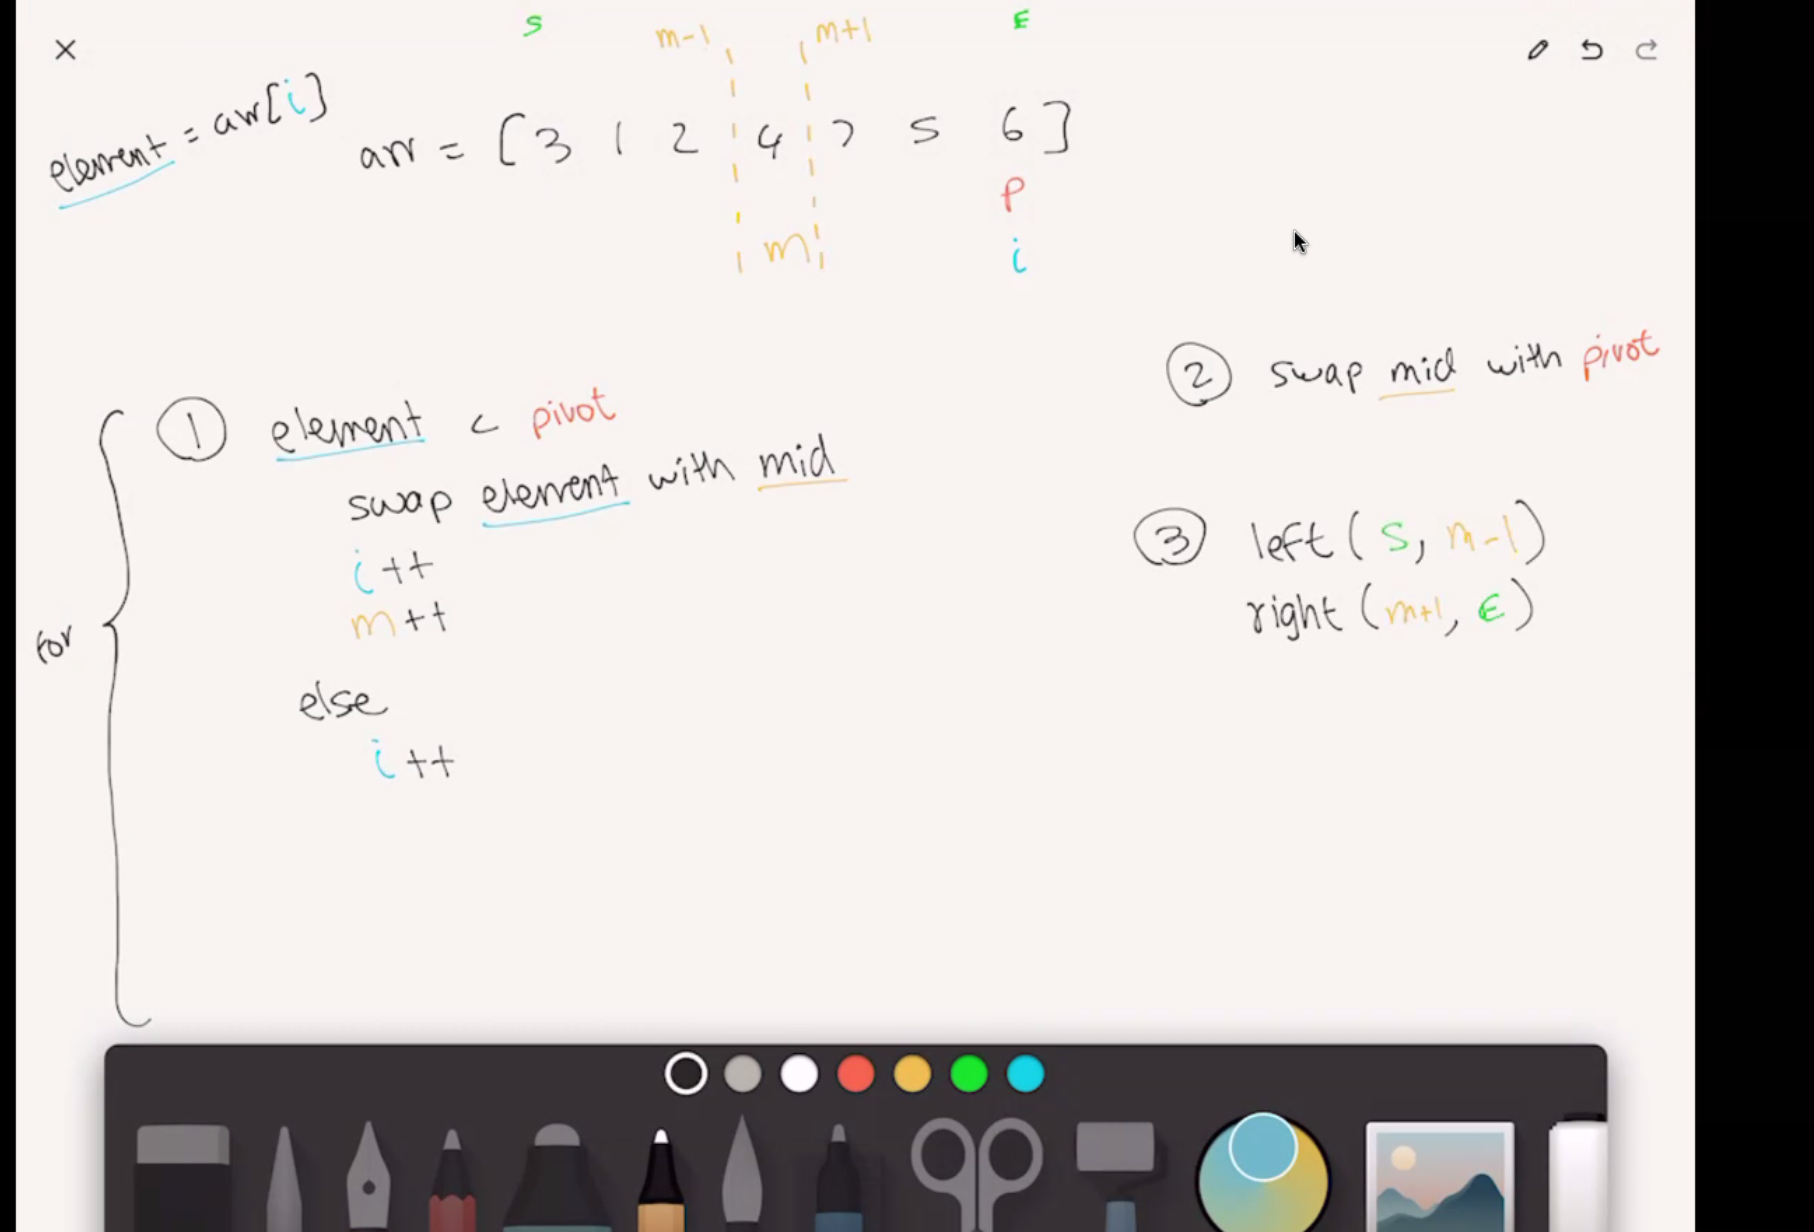 S m-1 m+1 E
element = arr[i]
arr = [3 1 2 4 7 5 6]
P
m i
② swap mid with pivot
① element < pivot
swap element with mid
③ left (S, m-1)
i++
right (m+1, E)
m++
for
else
i++